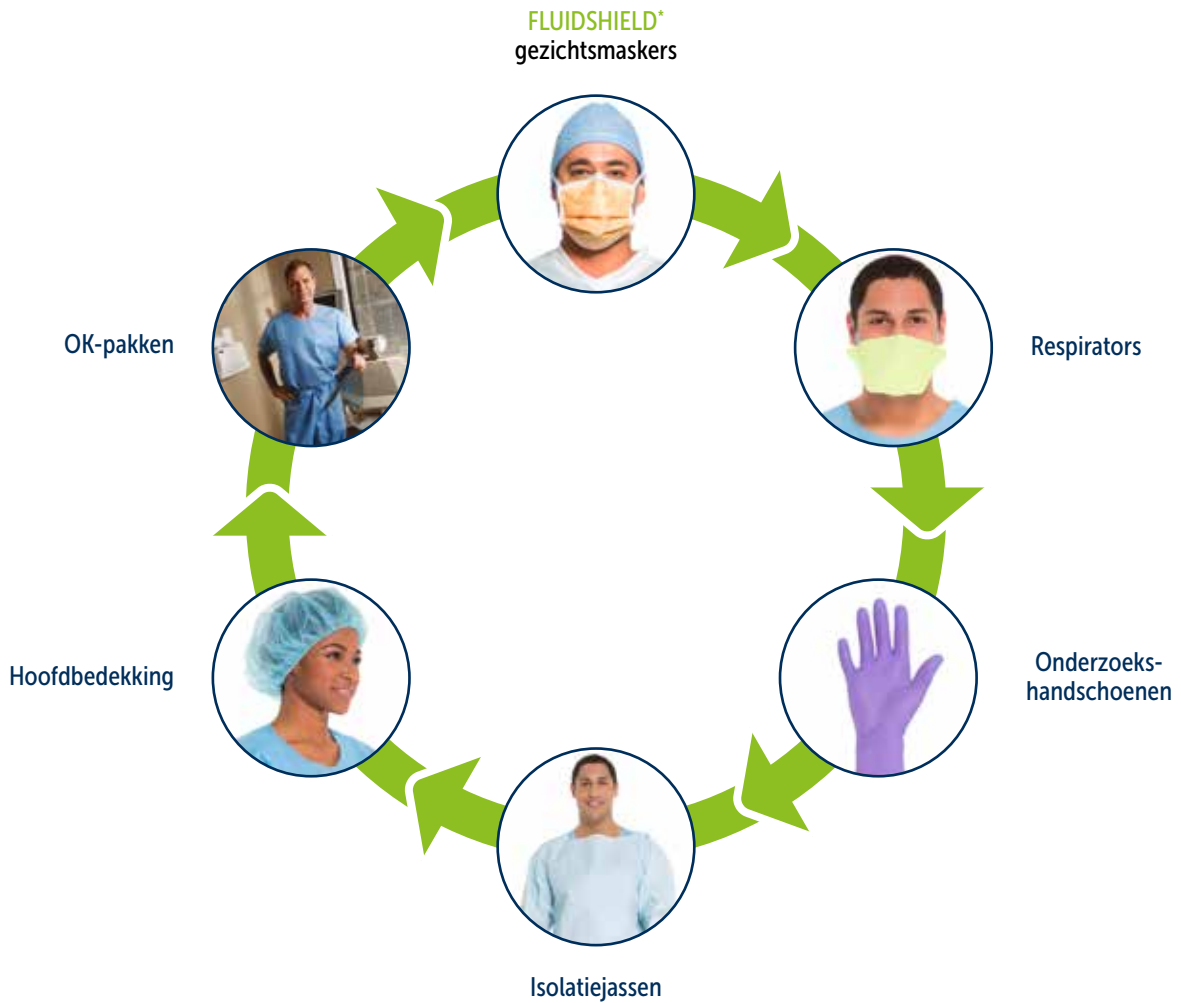 FLUIDSHIELD*
gezichtsmaskers
OK-pakken
Respirators
Hoofdbedekking
Onderzoeks-
handschoenen
Isolatiejassen